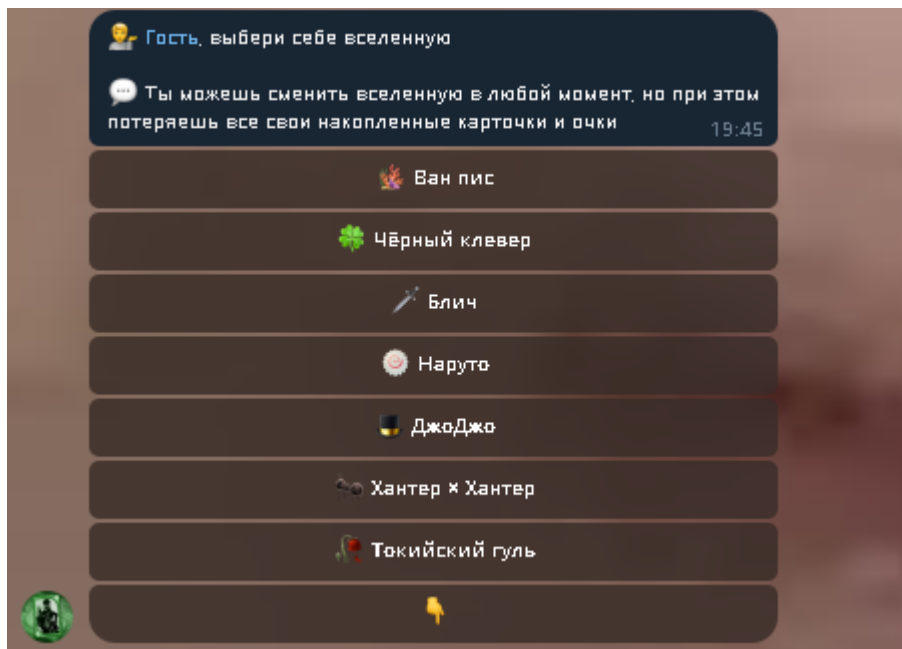 Гость, выбери себе вселенную
Ты можешь сменить вселенную в любой момент, но при этом
потеряешь все свои накопленные карточки и очки
19:45
Ван пис
Чёрный клевер
Блич
Наруто
ДжоДжо
Хантер × Хантер
Токийский гуль